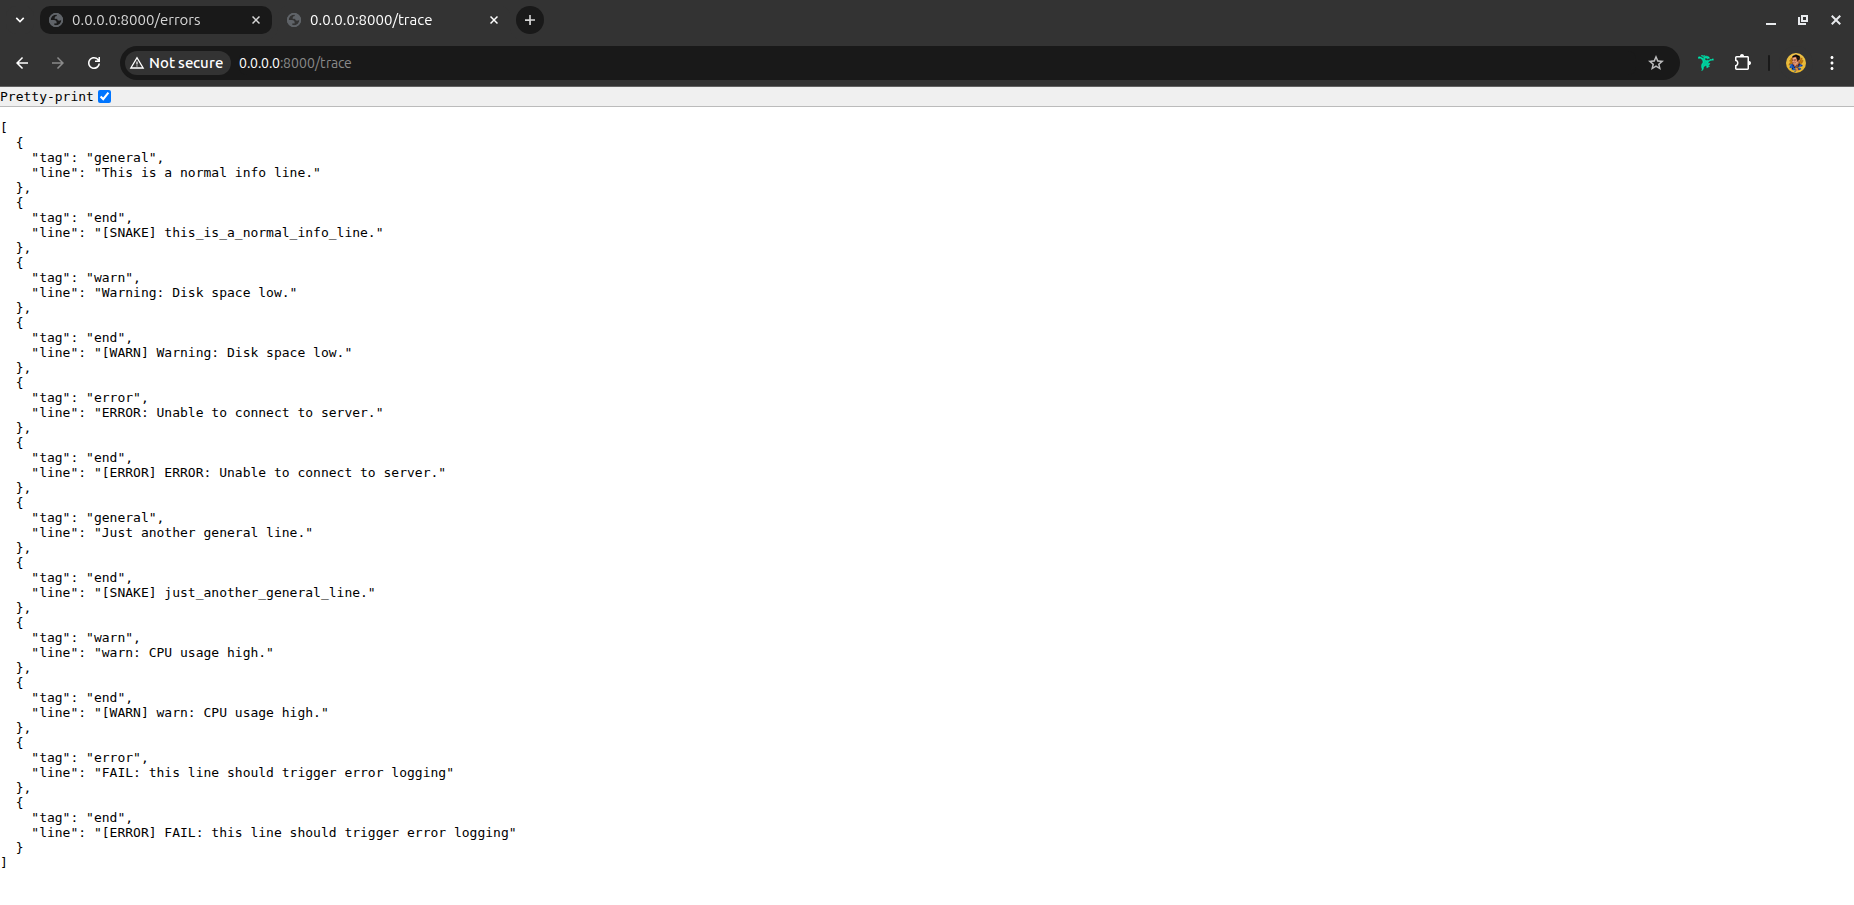 0.0.0.0:8000/errors
0.0.0.0:8000/trace
Not secure
0.0.0.0:8000/trace
Pretty-print
[
  {
    "tag": "general",
    "line": "This is a normal info line."
  },
  {
    "tag": "end",
    "line": "[SNAKE] this_is_a_normal_info_line."
  },
  {
    "tag": "warn",
    "line": "Warning: Disk space low."
  },
  {
    "tag": "end",
    "line": "[WARN] Warning: Disk space low."
  },
  {
    "tag": "error",
    "line": "ERROR: Unable to connect to server."
  },
  {
    "tag": "end",
    "line": "[ERROR] ERROR: Unable to connect to server."
  },
  {
    "tag": "general",
    "line": "Just another general line."
  },
  {
    "tag": "end",
    "line": "[SNAKE] just_another_general_line."
  },
  {
    "tag": "warn",
    "line": "warn: CPU usage high."
  },
  {
    "tag": "end",
    "line": "[WARN] warn: CPU usage high."
  },
  {
    "tag": "error",
    "line": "FAIL: this line should trigger error logging"
  },
  {
    "tag": "end",
    "line": "[ERROR] FAIL: this line should trigger error logging"
  }
]